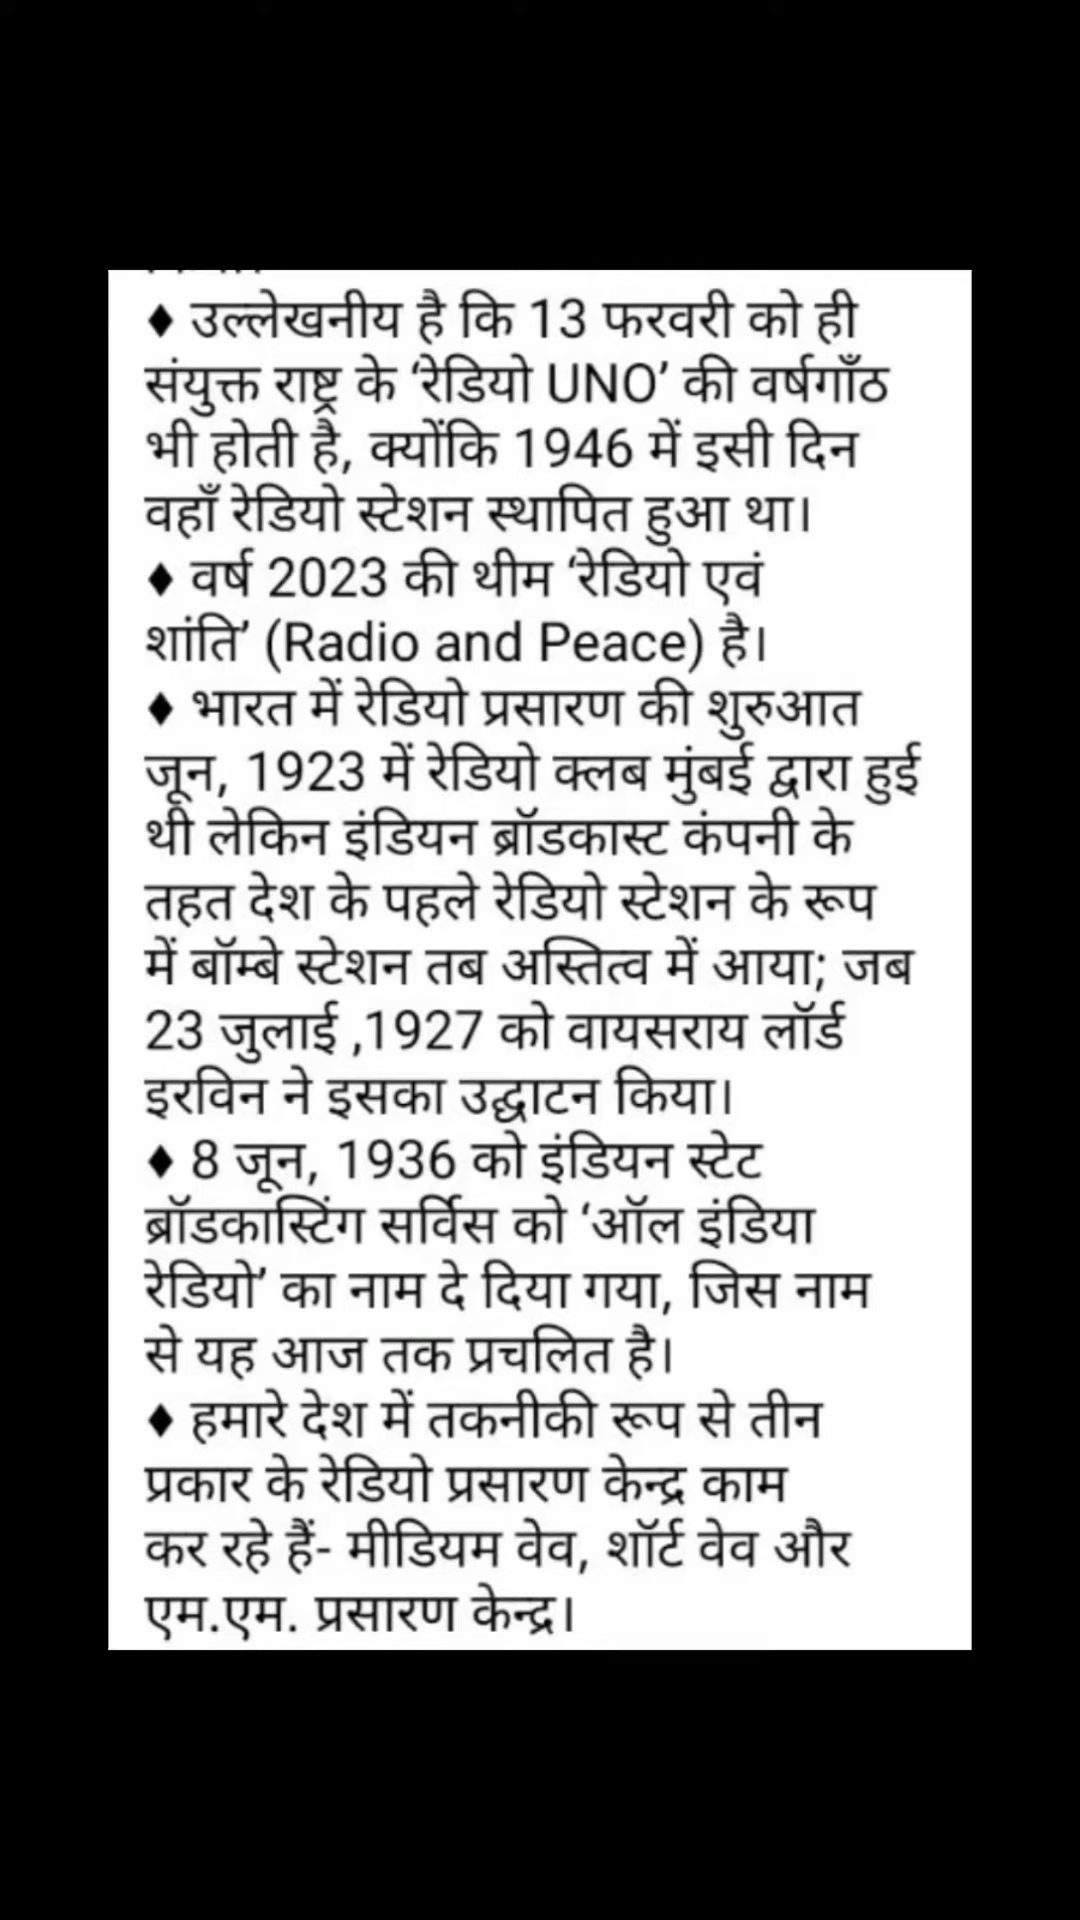 ♦ उल्लेखनीय है कि 13 फरवरी को ही
संयुक्त राष्ट्र के ‘रेडियो UNO’ की वर्षगाँठ
भी होती है, क्योंकि 1946 में इसी दिन
वहाँ रेडियो स्टेशन स्थापित हुआ था।
♦ वर्ष 2023 की थीम ‘रेडियो एवं
शांति’ (Radio and Peace) है।
♦ भारत में रेडियो प्रसारण की शुरुआत
जून, 1923 में रेडियो क्लब मुंबई द्वारा हुई
थी लेकिन इंडियन ब्रॉडकास्ट कंपनी के
तहत देश के पहले रेडियो स्टेशन के रूप
में बॉम्बे स्टेशन तब अस्तित्व में आया; जब
23 जुलाई ,1927 को वायसराय लॉर्ड
इरविन ने इसका उद्घाटन किया।
♦ 8 जून, 1936 को इंडियन स्टेट
ब्रॉडकास्टिंग सर्विस को ‘ऑल इंडिया
रेडियो’ का नाम दे दिया गया, जिस नाम
से यह आज तक प्रचलित है।
♦ हमारे देश में तकनीकी रूप से तीन
प्रकार के रेडियो प्रसारण केन्द्र काम
कर रहे हैं- मीडियम वेव, शॉर्ट वेव और
एम.एम. प्रसारण केन्द्र।